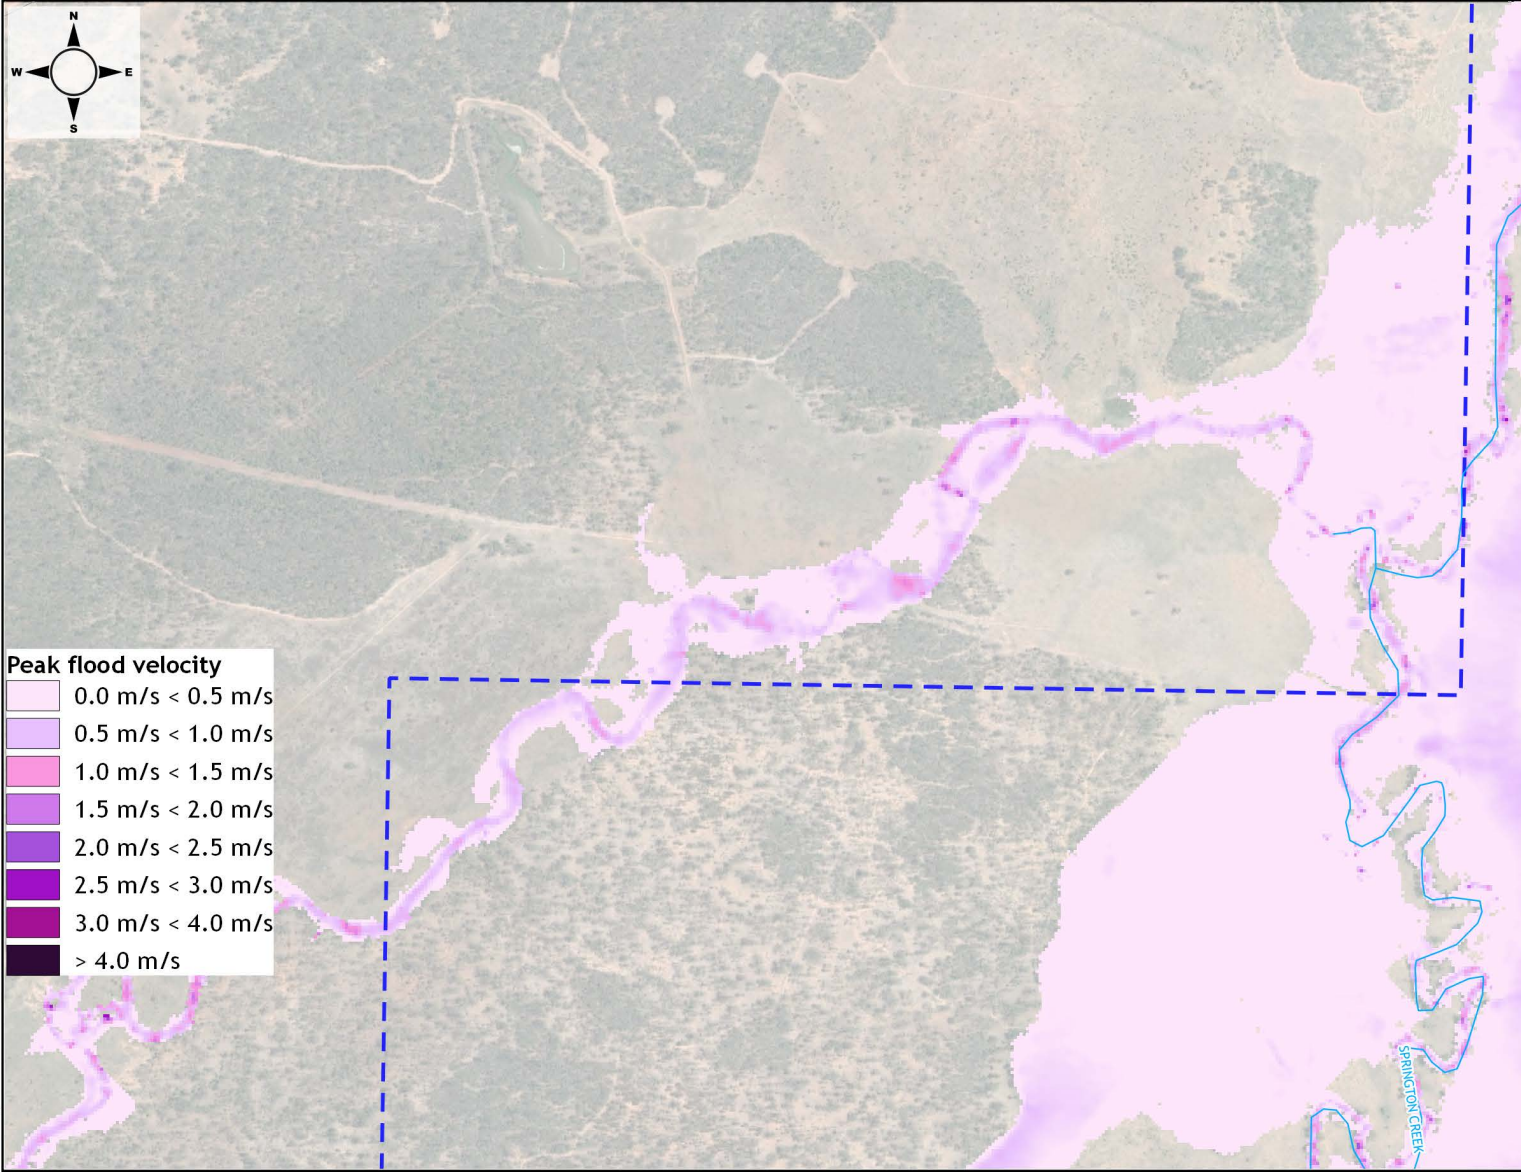 N
W E
S
Peak flood velocity
0.0 m/s < 0.5 m/s
0.5 m/s < 1.0 m/s
1.0 m/s < 1.5 m/s
1.5 m/s < 2.0 m/s
2.0 m/s < 2.5 m/s
2.5 m/s < 3.0 m/s
3.0 m/s < 4.0 m/s
> 4.0 m/s
SPRINGTON CREEK